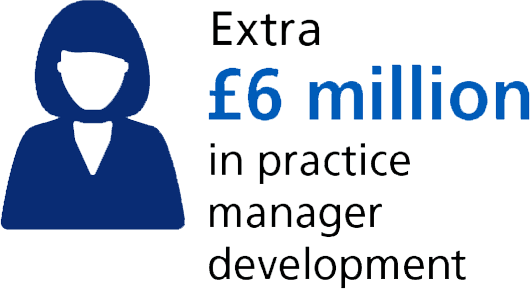 Extra
£6 million
in practice
manager
development